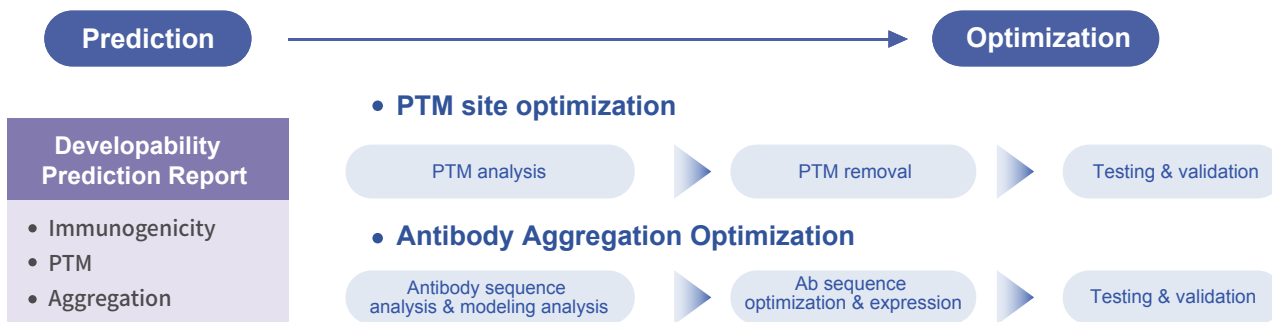 Prediction
Optimization
Developability
Prediction Report
• Immunogenicity
• PTM
• Aggregation
• PTM site optimization
PTM analysis
PTM removal
Testing & validation
• Antibody Aggregation Optimization
Antibody sequence
analysis & modeling analysis
Ab sequence
optimization & expression
Testing & validation